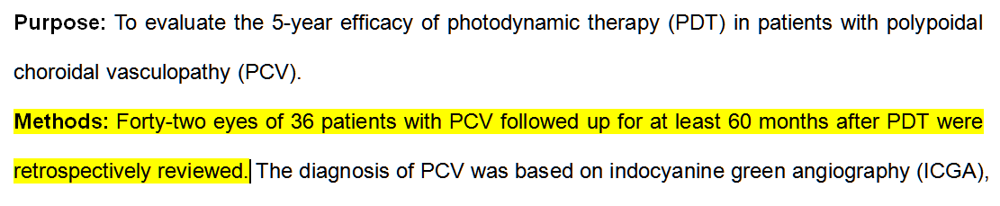 Purpose: To evaluate the 5-year efficacy of photodynamic therapy (PDT) in patients with polypoidal
choroidal vasculopathy (PCV).
Methods: Forty-two eyes of 36 patients with PCV followed up for at least 60 months after PDT were
retrospectively reviewed. The diagnosis of PCV was based on indocyanine green angiography (ICGA),